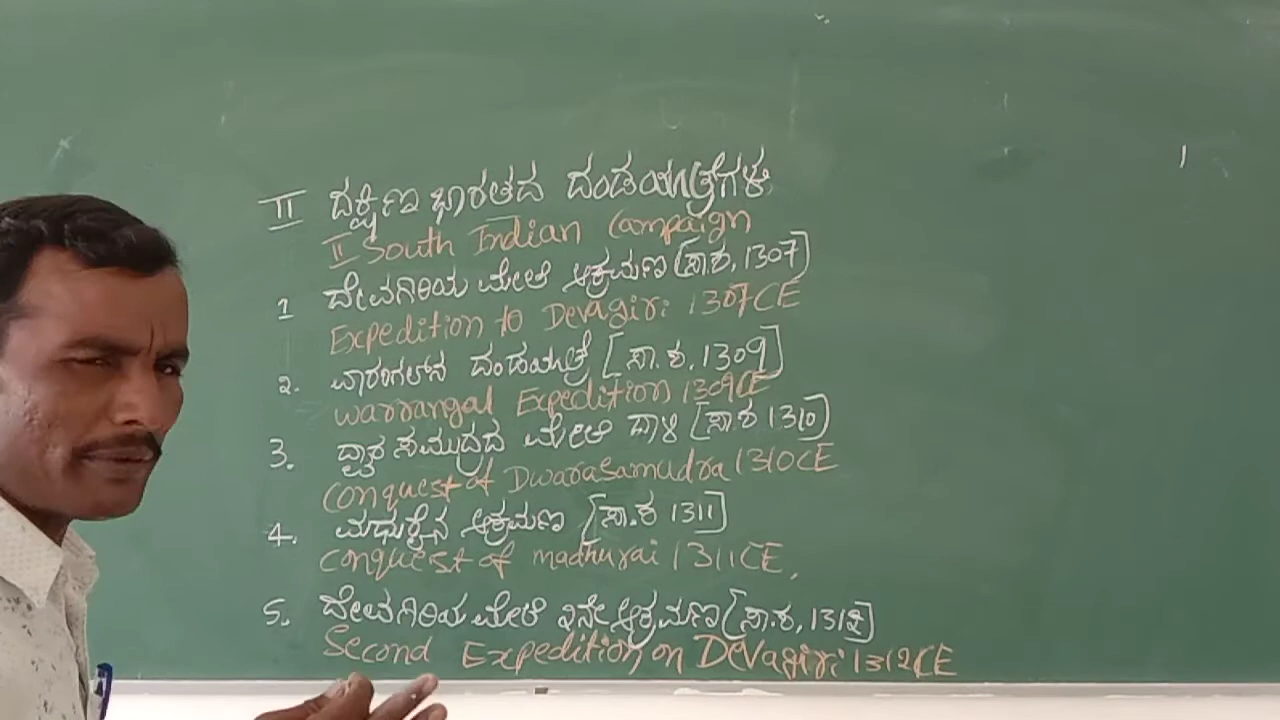 II ದಕ್ಷಿಣ ಭಾರತದ ದಂಡಯಾತ್ರೆಗಳು
II South Indian Campaign
1 ದೇವಗಿರಿಯ ಮೇಲೆ ಆಕ್ರಮಣ [ಸಾ.ಶ, 1307]
Expedition to Devagiri 1307CE
೨. ವಾರಂಗಲ್‌ನ ದಂಡಯಾತ್ರೆ [ಸಾ.ಶ, 1309]
Warrangal Expedition 1309CE
3. ದ್ವಾರಸಮುದ್ರದ ಮೇಲೆ ದಾಳಿ [ಸಾ.ಶ 1310]
Conquest of Dwarasamudra 1310CE
4. ಮಧುರೈನ ಆಕ್ರಮಣ [ಸಾ.ಶ 1311]
Conquest of madhurai 1311CE,
5. ದೇವಗಿರಿಯ ಮೇಲೆ ೨ನೇ ಆಕ್ರಮಣ [ಸಾ.ಶ, 1312]
Second Expedition on Devagiri 1312CE